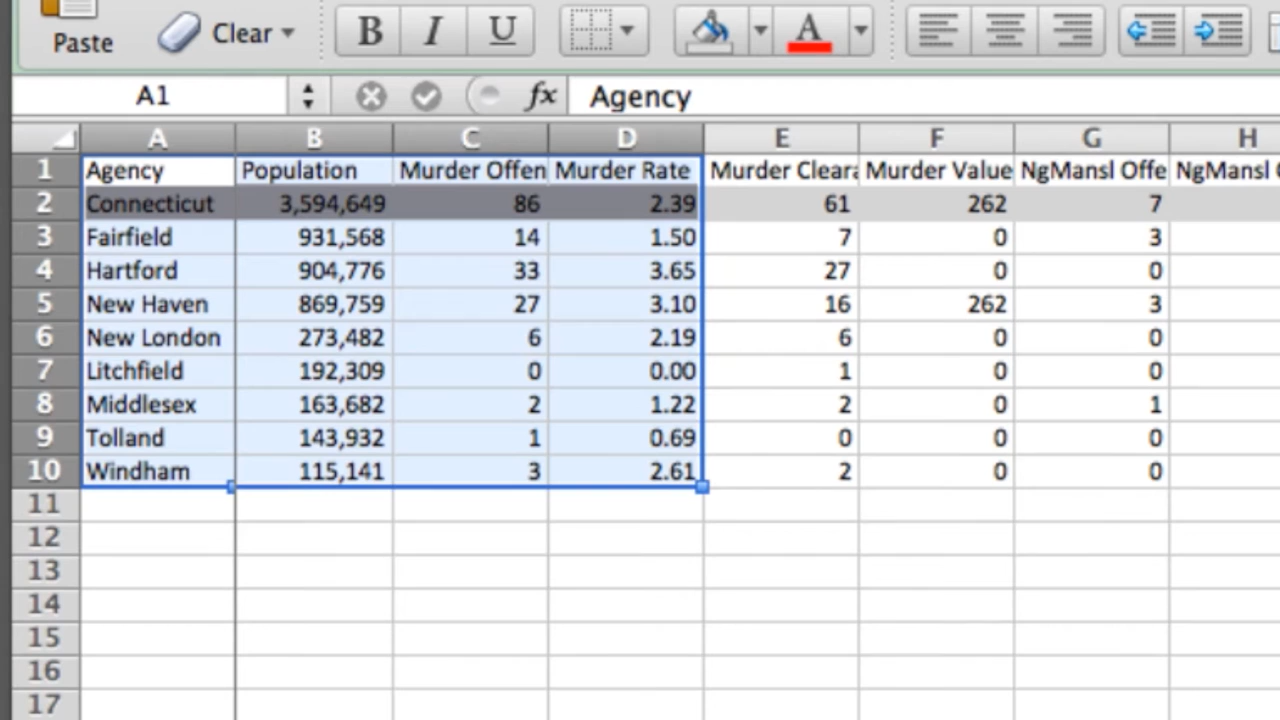 Paste Clear B I U A
A1 fx Agency
A B C D E F G H
1 Agency Population Murder Offen Murder Rate Murder Cleara Murder Value NgMansl Offe NgMansl
2 Connecticut 3,594,649 86 2.39 61 262 7
3 Fairfield 931,568 14 1.50 7 0 3
4 Hartford 904,776 33 3.65 27 0 0
5 New Haven 869,759 27 3.10 16 262 3
6 New London 273,482 6 2.19 6 0 0
7 Litchfield 192,309 0 0.00 1 0 0
8 Middlesex 163,682 2 1.22 2 0 1
9 Tolland 143,932 1 0.69 0 0 0
10 Windham 115,141 3 2.61 2 0 0
11
12
13
14
15
16
17